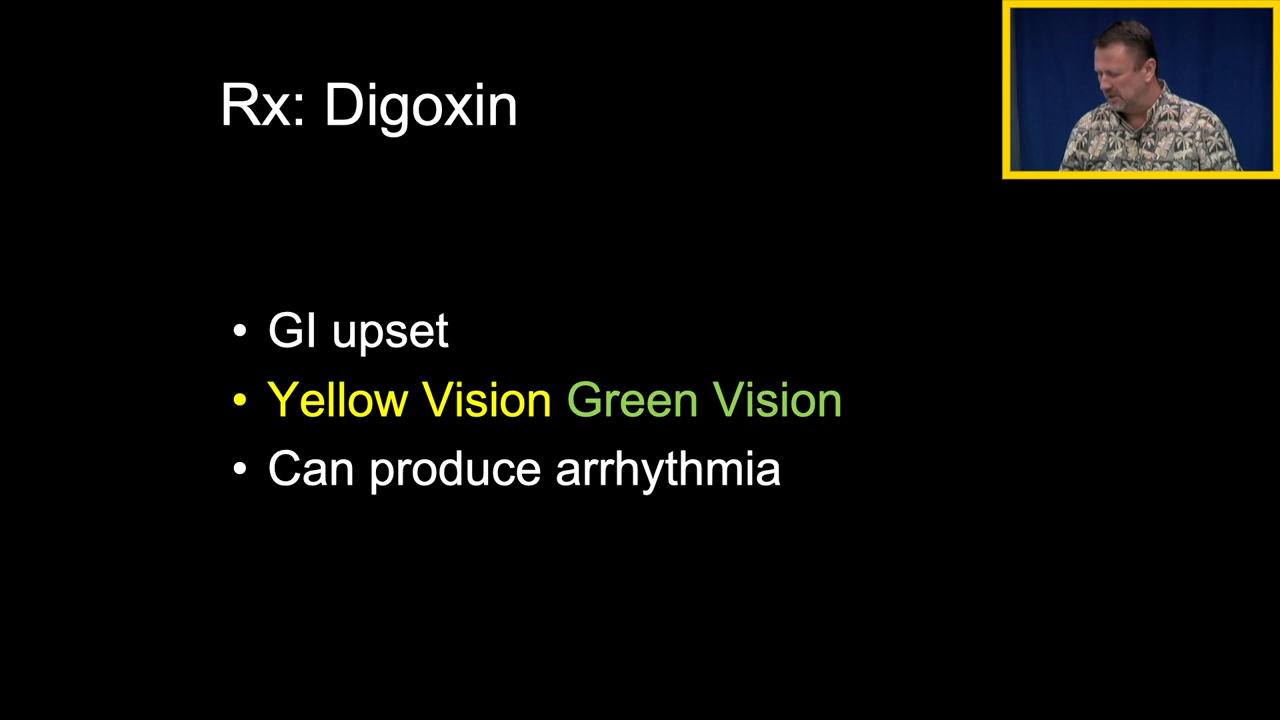 Rx: Digoxin
• GI upset
• Yellow Vision Green Vision
• Can produce arrhythmia